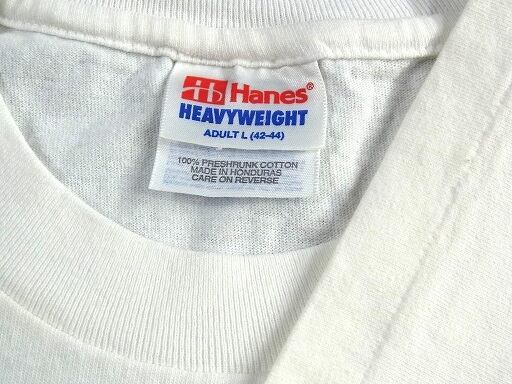 Hanes®
HEAVYWEIGHT
ADULT L (42-44)
100% PRESHRUNK COTTON
MADE IN HONDURAS
CARE ON REVERSE